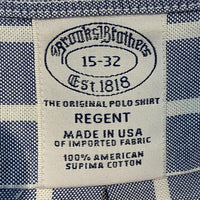 Brooks Brothers
15-32
Est. 1818
THE ORIGINAL POLO SHIRT
REGENT
MADE IN USA
OF IMPORTED FABRIC
100% AMERICAN
SUPIMA COTTON